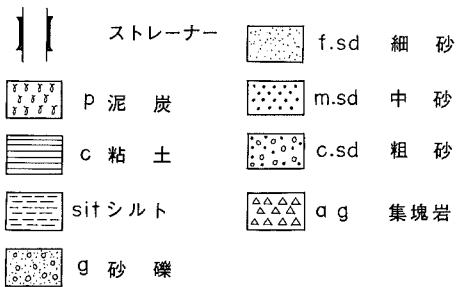 ストレーナー
p 泥炭
c 粘土
sit シルト
g 砂礫
f.sd 細砂
m.sd 中砂
c.sd 粗砂
a g 集塊岩